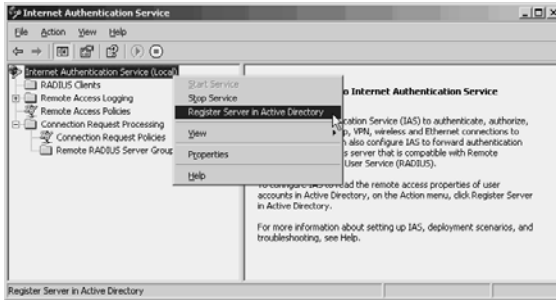 Internet Authentication Service
File Action View Help
Internet Authentication Service (Local)
RADIUS Clients
Remote Access Logging
Remote Access Policies
Connection Request Processing
Connection Request Policies
Remote RADIUS Server Group
Start Service
Stop Service
Register Server in Active Directory
View
Properties
Help
o Internet Authentication Service
cation Service (IAS) to authenticate, authorize,
p, VPN, wireless and Ethernet connections to
n also configure IAS to forward authentication
s server that is compatible with Remote
User Service (RADIUS).
To configure IAS to read the remote access properties of user
accounts in Active Directory, on the Action menu, click Register Server
in Active Directory.
For more information about setting up IAS, deployment scenarios, and
troubleshooting, see Help.
Register Server in Active Directory